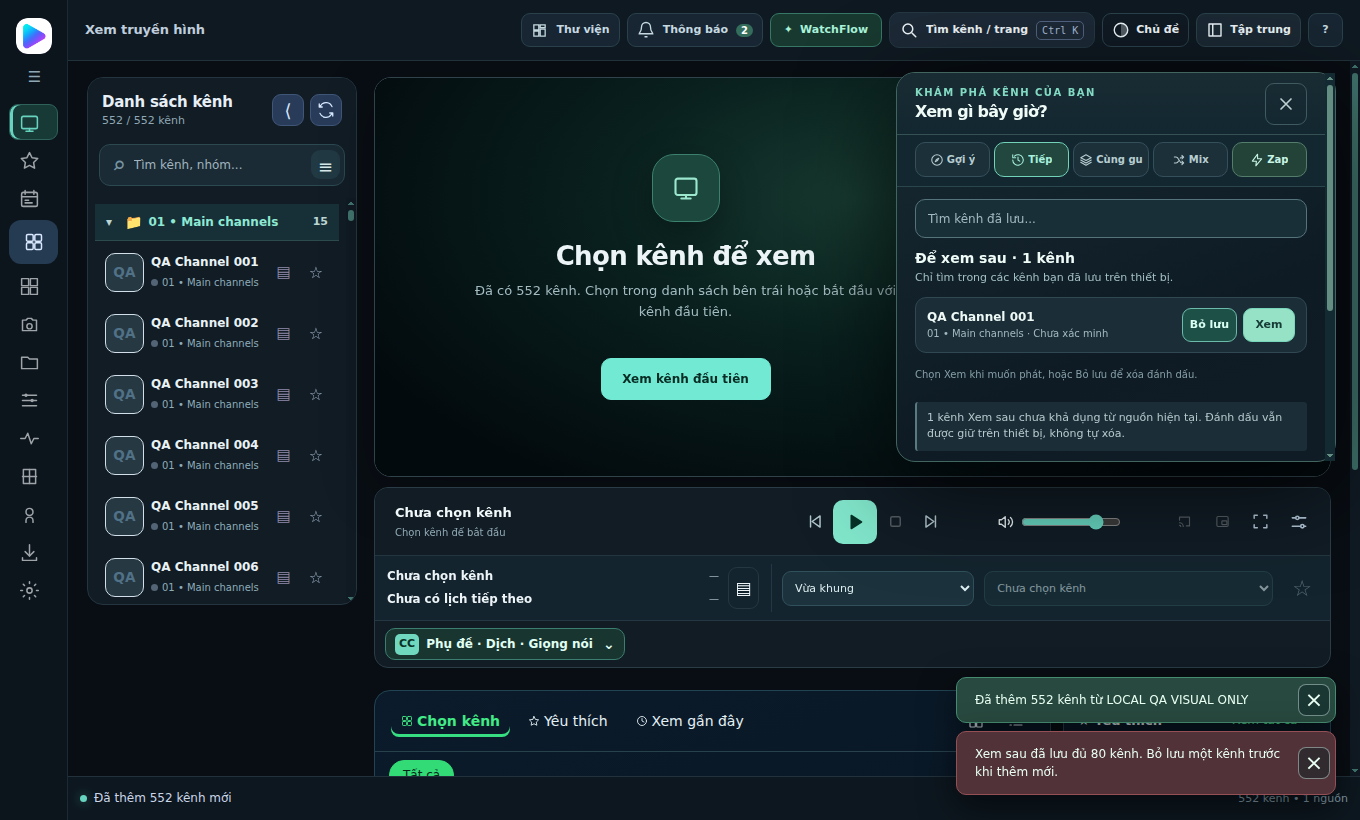 Xem truyền hình
Thư viện
Thông báo 2
✦ WatchFlow
Tìm kênh / trang Ctrl K
Chủ đề
Tập trung
?
Danh sách kênh
552 / 552 kênh
Tìm kênh, nhóm...
01 • Main channels 15
QA QA Channel 001
01 • Main channels
QA QA Channel 002
01 • Main channels
QA QA Channel 003
01 • Main channels
QA QA Channel 004
01 • Main channels
QA QA Channel 005
01 • Main channels
QA QA Channel 006
01 • Main channels
Chọn kênh để xem
Đã có 552 kênh. Chọn trong danh sách bên trái hoặc bắt đầu với
kênh đầu tiên.
Xem kênh đầu tiên
KHÁM PHÁ KÊNH CỦA BẠN
Xem gì bây giờ?
Gợi ý
Tiếp
Cùng gu
Mix
Zap
Tìm kênh đã lưu...
Để xem sau · 1 kênh
Chỉ tìm trong các kênh bạn đã lưu trên thiết bị.
QA Channel 001
01 • Main channels · Chưa xác minh
Bỏ lưu
Xem
Chọn Xem khi muốn phát, hoặc Bỏ lưu để xóa đánh dấu.
1 kênh Xem sau chưa khả dụng từ nguồn hiện tại. Đánh dấu vẫn
được giữ trên thiết bị, không tự xóa.
Chưa chọn kênh
Chọn kênh để bắt đầu
Chưa chọn kênh —
Chưa có lịch tiếp theo —
Vừa khung
Chưa chọn kênh
CC Phụ đề · Dịch · Giọng nói
Chọn kênh
Yêu thích
Xem gần đây
Tất cả
Đã thêm 552 kênh từ LOCAL QA VISUAL ONLY
Xem sau đã lưu đủ 80 kênh. Bỏ lưu một kênh trước
khi thêm mới.
Đã thêm 552 kênh mới
552 kênh • 1 nguồn